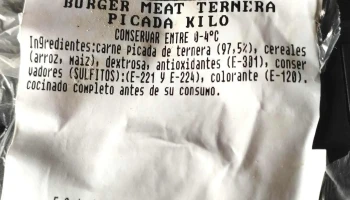 BURGER MEAT TERNERA
PICADA KILO
CONSERVAR ENTRE 0-4ºC
Ingredientes:carne picada de ternera (97,5%), cereales
(arroz, maiz), dextrosa, antioxidantes (E-301), conser
vadores (SULFITOS):(E-221 Y E-224), colorante (E-120).
cocinado completo antes de su consumo.